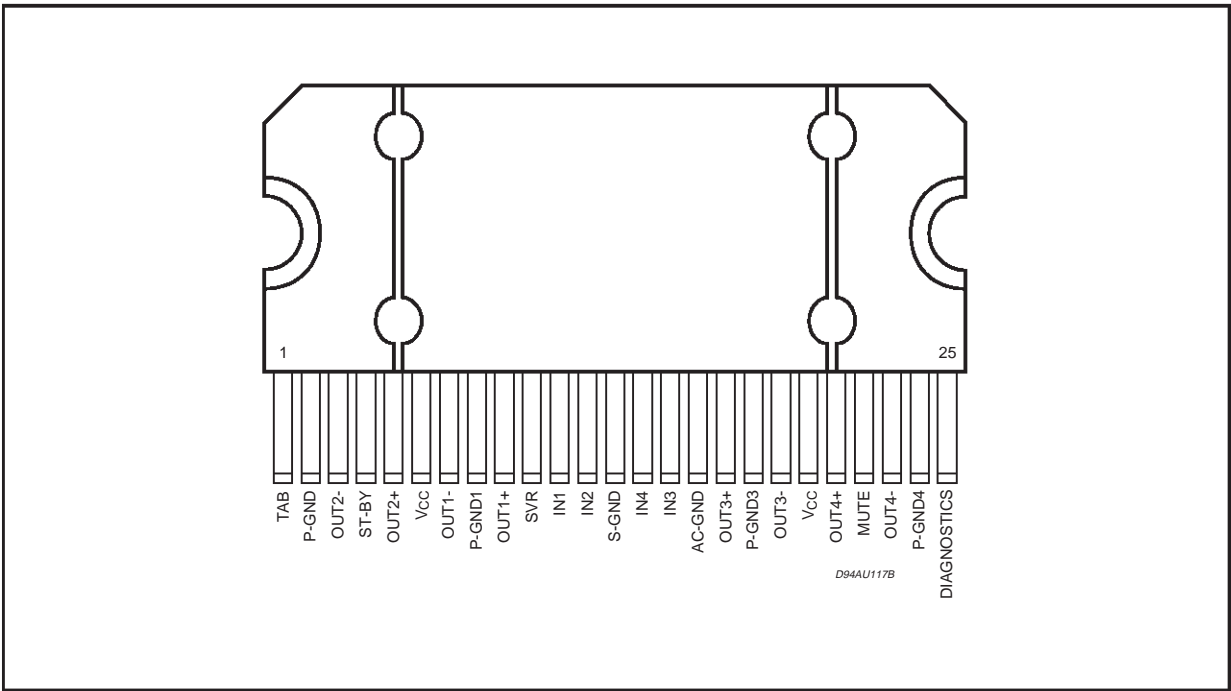 1
25
TAB
P-GND
OUT2-
ST-BY
OUT2+
VCC
OUT1-
P-GND1
OUT1+
SVR
IN1
IN2
S-GND
IN4
IN3
AC-GND
OUT3+
P-GND3
OUT3-
VCC
OUT4+
MUTE
OUT4-
P-GND4
DIAGNOSTICS
D94AU117B